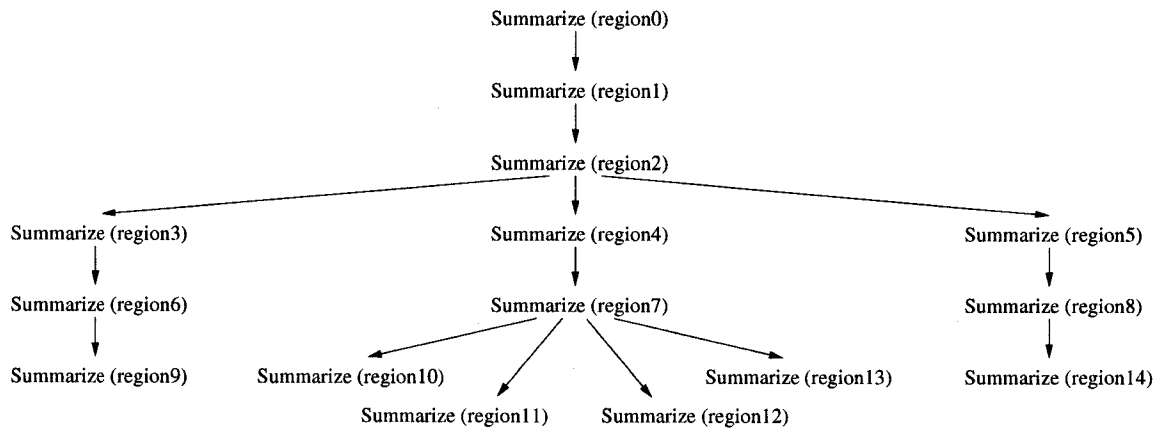 Summarize (region0)
Summarize (region1)
Summarize (region2)
Summarize (region3)
Summarize (region4)
Summarize (region5)
Summarize (region6)
Summarize (region7)
Summarize (region8)
Summarize (region9)
Summarize (region10)
Summarize (region13)
Summarize (region14)
Summarize (region11)
Summarize (region12)